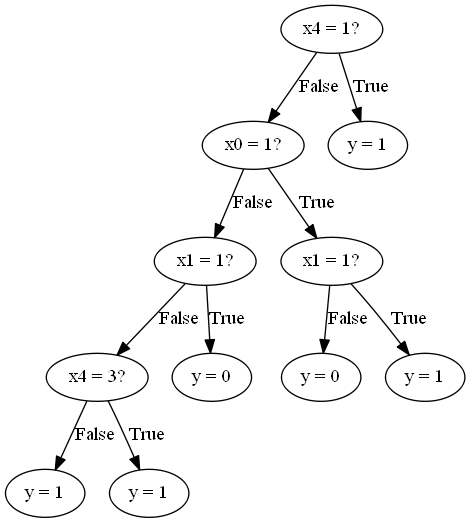 x4 = 1?
False
True
x0 = 1?
y = 1
False
True
x1 = 1?
x1 = 1?
False
True
False
True
x4 = 3?
y = 0
y = 0
y = 1
False
True
y = 1
y = 1